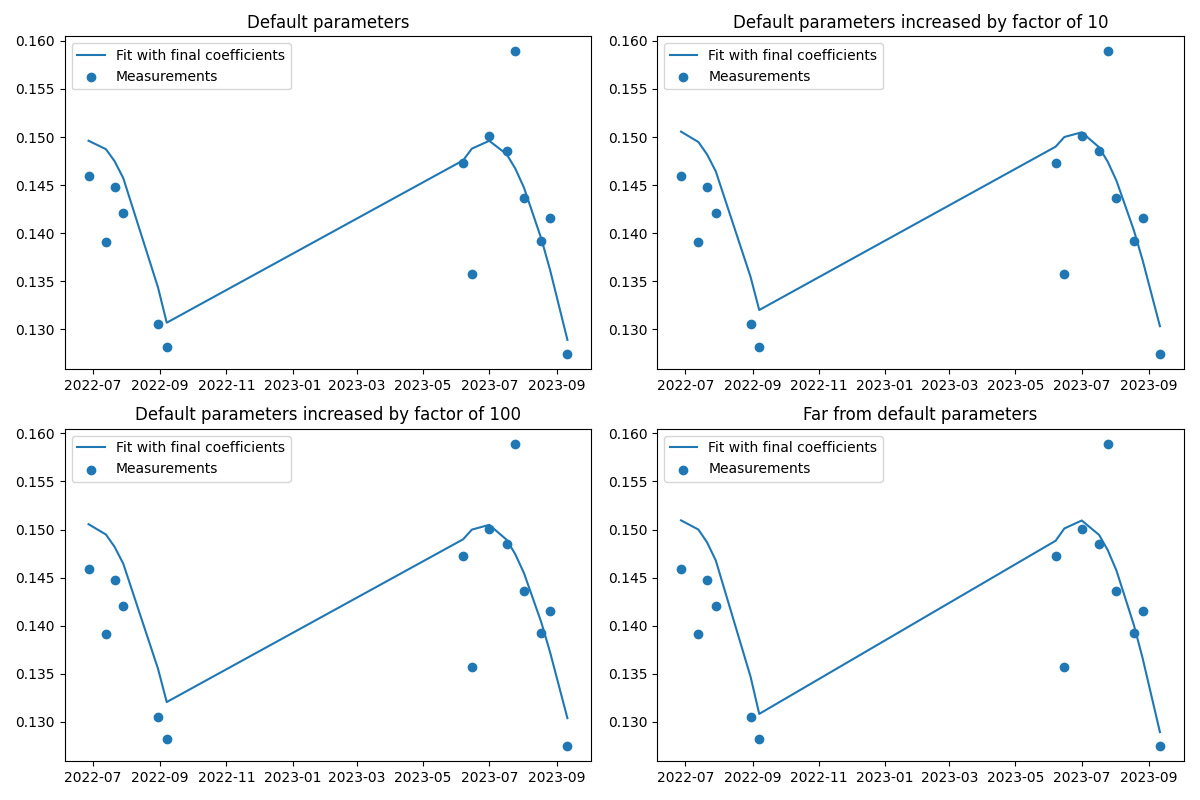 Default parameters
0.160
0.155
0.150
0.145
0.140
0.135
0.130
Fit with final coefficients
Measurements
2022-07 2022-09 2022-11 2023-01 2023-03 2023-05 2023-07 2023-09
Default parameters increased by factor of 10
0.160
0.155
0.150
0.145
0.140
0.135
0.130
Fit with final coefficients
Measurements
2022-07 2022-09 2022-11 2023-01 2023-03 2023-05 2023-07 2023-09
Default parameters increased by factor of 100
0.160
0.155
0.150
0.145
0.140
0.135
0.130
Fit with final coefficients
Measurements
2022-07 2022-09 2022-11 2023-01 2023-03 2023-05 2023-07 2023-09
Far from default parameters
0.160
0.155
0.150
0.145
0.140
0.135
0.130
Fit with final coefficients
Measurements
2022-07 2022-09 2022-11 2023-01 2023-03 2023-05 2023-07 2023-09